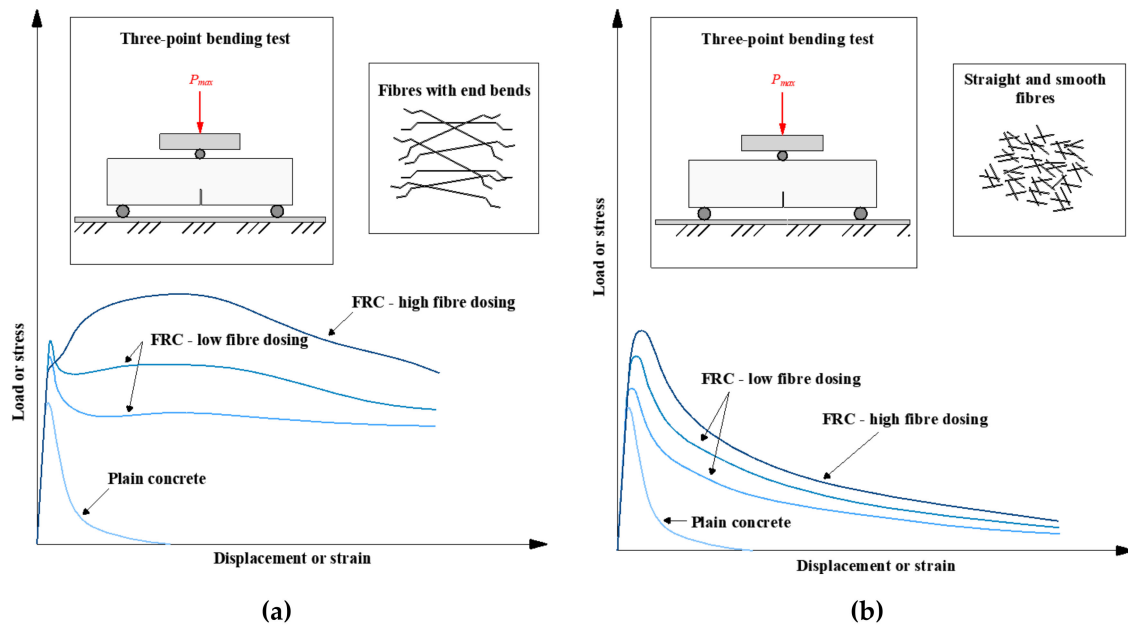 Three-point bending test
P_max
Fibres with end bends
Load or stress
FRC - high fibre dosing
FRC - low fibre dosing
Plain concrete
Displacement or strain
(a)
Three-point bending test
P_max
Straight and smooth
fibres
Load or stress
FRC - low fibre dosing
FRC - high fibre dosing
Plain concrete
Displacement or strain
(b)